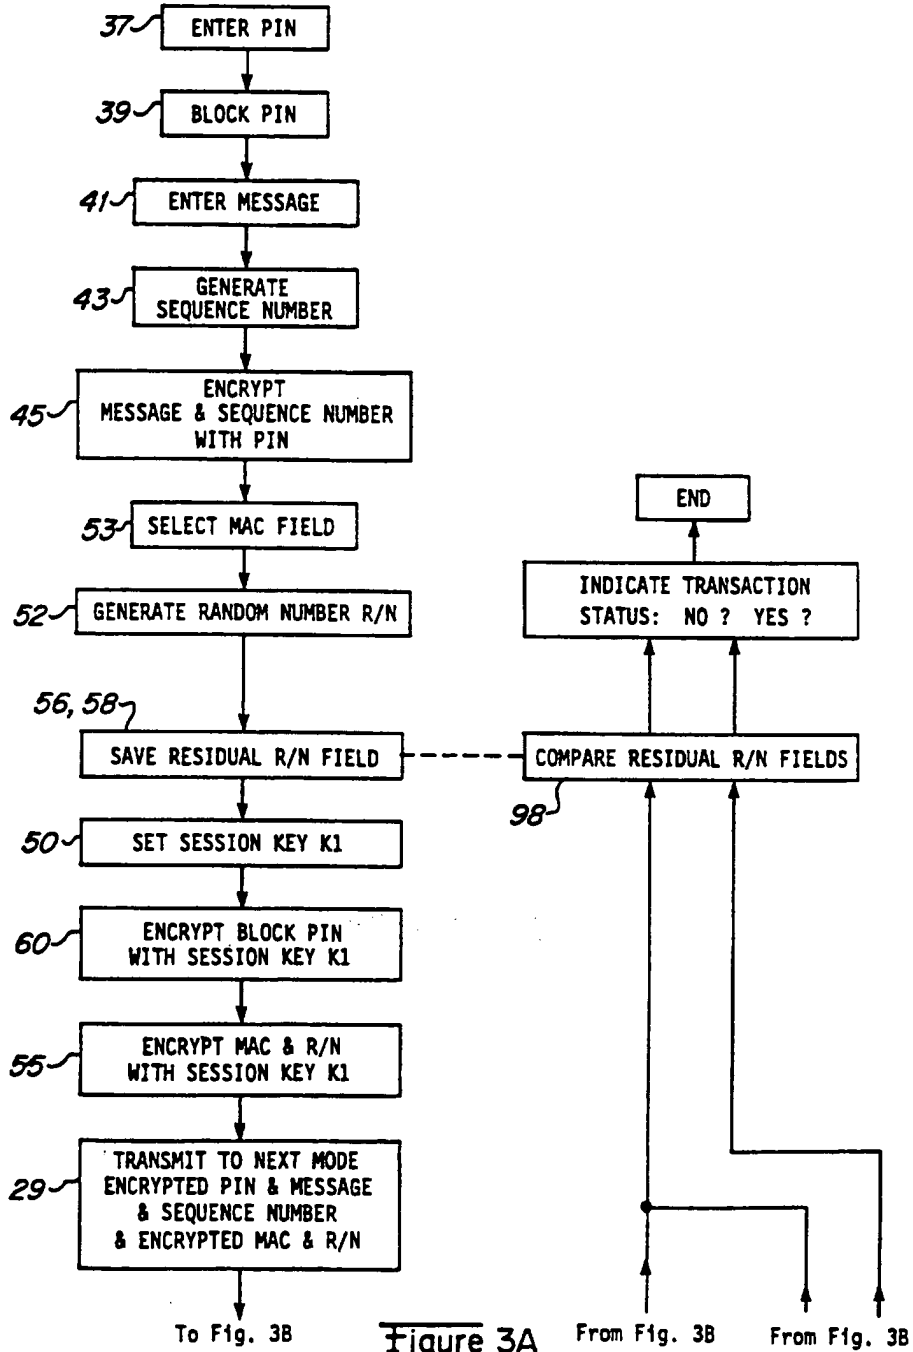 37
ENTER PIN
39
BLOCK PIN
41
ENTER MESSAGE
43
GENERATE
SEQUENCE NUMBER
45
ENCRYPT
MESSAGE & SEQUENCE NUMBER
WITH PIN
53
SELECT MAC FIELD
52
GENERATE RANDOM NUMBER R/N
56, 58
SAVE RESIDUAL R/N FIELD
50
SET SESSION KEY K1
60
ENCRYPT BLOCK PIN
WITH SESSION KEY K1
55
ENCRYPT MAC & R/N
WITH SESSION KEY K1
29
TRANSMIT TO NEXT MODE
ENCRYPTED PIN & MESSAGE
& SEQUENCE NUMBER
& ENCRYPTED MAC & R/N
To Fig. 3B
END
INDICATE TRANSACTION
STATUS: NO ? YES ?
COMPARE RESIDUAL R/N FIELDS
98
From Fig. 3B
From Fig. 3B
Figure 3A